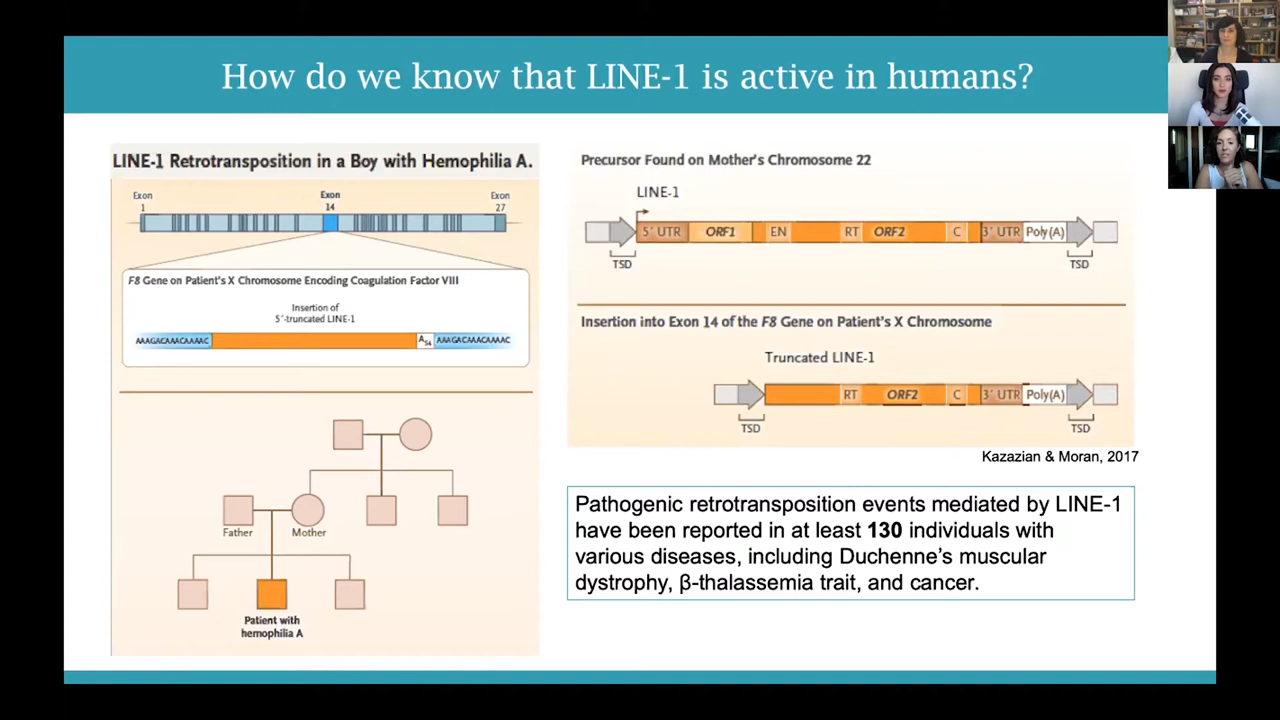 How do we know that LINE-1 is active in humans?
LINE-1 Retrotransposition in a Boy with Hemophilia A.
Exon 1
Exon 14
Exon 27
F8 Gene on Patient's X Chromosome Encoding Coagulation Factor VIII
Insertion of
5'-truncated LINE-1
AAAGACAAACAAAAC A54 AAAGACAAACAAAAC
Father Mother
Patient with
hemophilia A
Precursor Found on Mother's Chromosome 22
LINE-1
5' UTR ORF1 EN RT ORF2 C 3' UTR Poly(A)
TSD TSD
Insertion into Exon 14 of the F8 Gene on Patient's X Chromosome
Truncated LINE-1
RT ORF2 C 3' UTR Poly(A)
TSD TSD
Kazazian & Moran, 2017
Pathogenic retrotransposition events mediated by LINE-1
have been reported in at least 130 individuals with
various diseases, including Duchenne's muscular
dystrophy, β-thalassemia trait, and cancer.